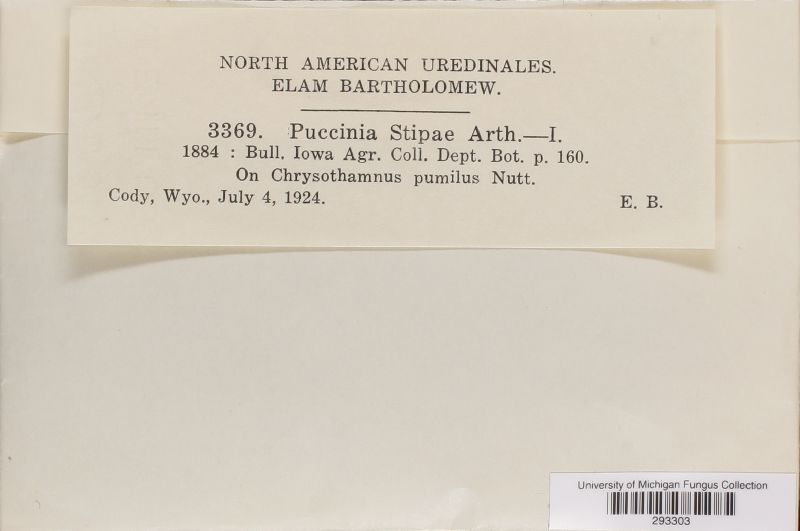 NORTH AMERICAN UREDINALES.
ELAM BARTHOLOMEW.
3369. Puccinia Stipae Arth.—I.
1884 : Bull. Iowa Agr. Coll. Dept. Bot. p. 160.
On Chrysothamnus pumilus Nutt.
Cody, Wyo., July 4, 1924. E. B.
University of Michigan Fungus Collection
293303